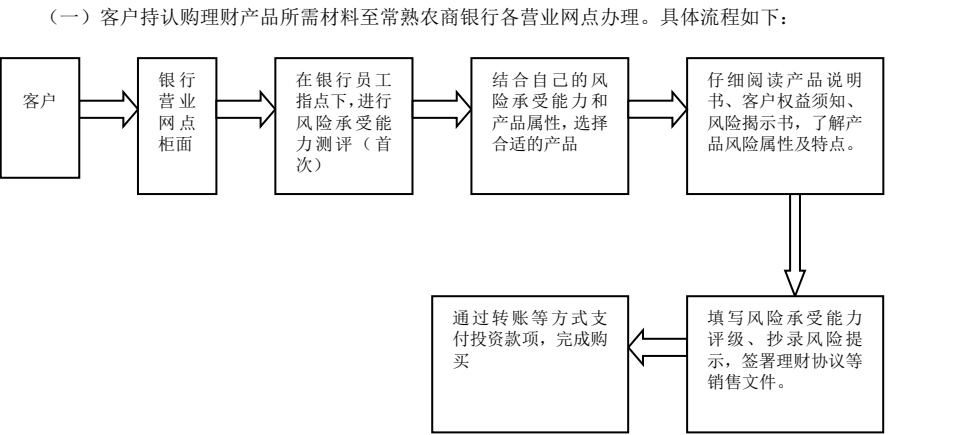 （一）客户持认购理财产品所需材料至常熟农商银行各营业网点办理。具体流程如下：
客户
银行
营业
网点
柜面
在银行员工
指点下，进行
风险承受能
力测评（首
次）
结合自己的风
险承受能力和
产品属性，选择
合适的产品
仔细阅读产品说明
书、客户权益须知、
风险揭示书，了解产
品风险属性及特点。
填写风险承受能力
评级、抄录风险提
示，签署理财协议等
销售文件。
通过转账等方式支
付投资款项，完成购
买